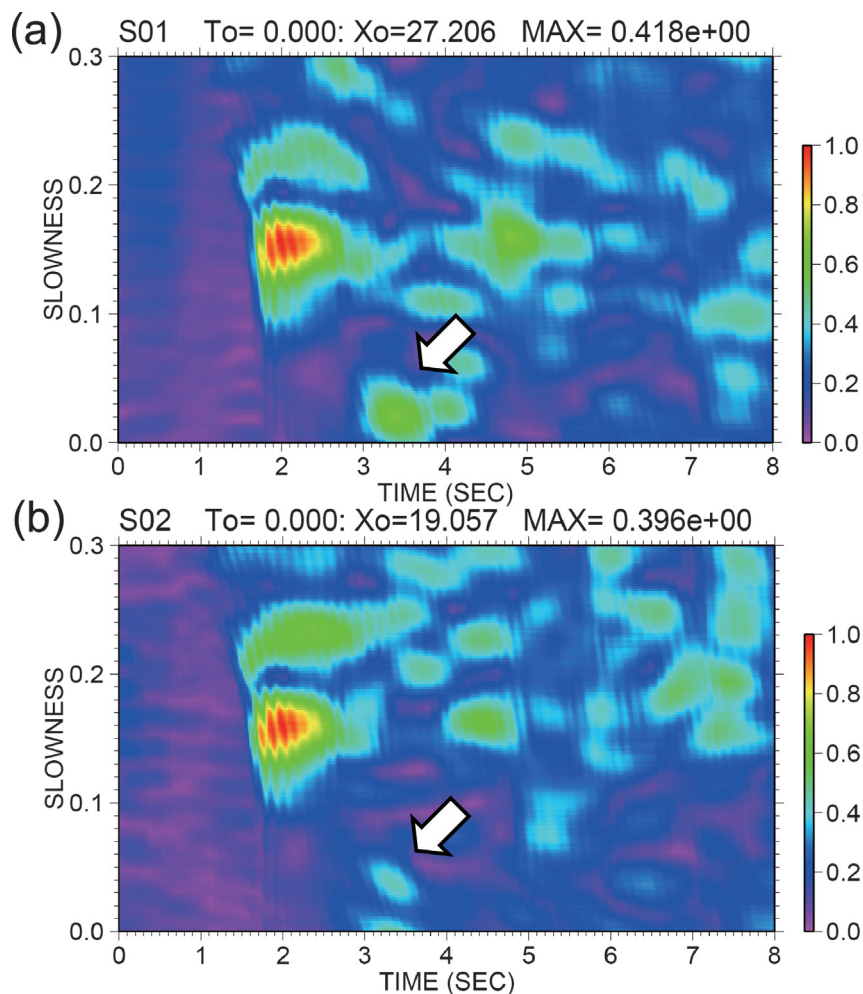 (a)
S01 To= 0.000: Xo=27.206 MAX= 0.418e+00
0.3
0.2
0.1
0.0
SLOWNESS
0 1 2 3 4 5 6 7 8
TIME (SEC)
1.0
0.8
0.6
0.4
0.2
0.0
(b)
S02 To= 0.000: Xo=19.057 MAX= 0.396e+00
0.3
0.2
0.1
0.0
SLOWNESS
0 1 2 3 4 5 6 7 8
TIME (SEC)
1.0
0.8
0.6
0.4
0.2
0.0